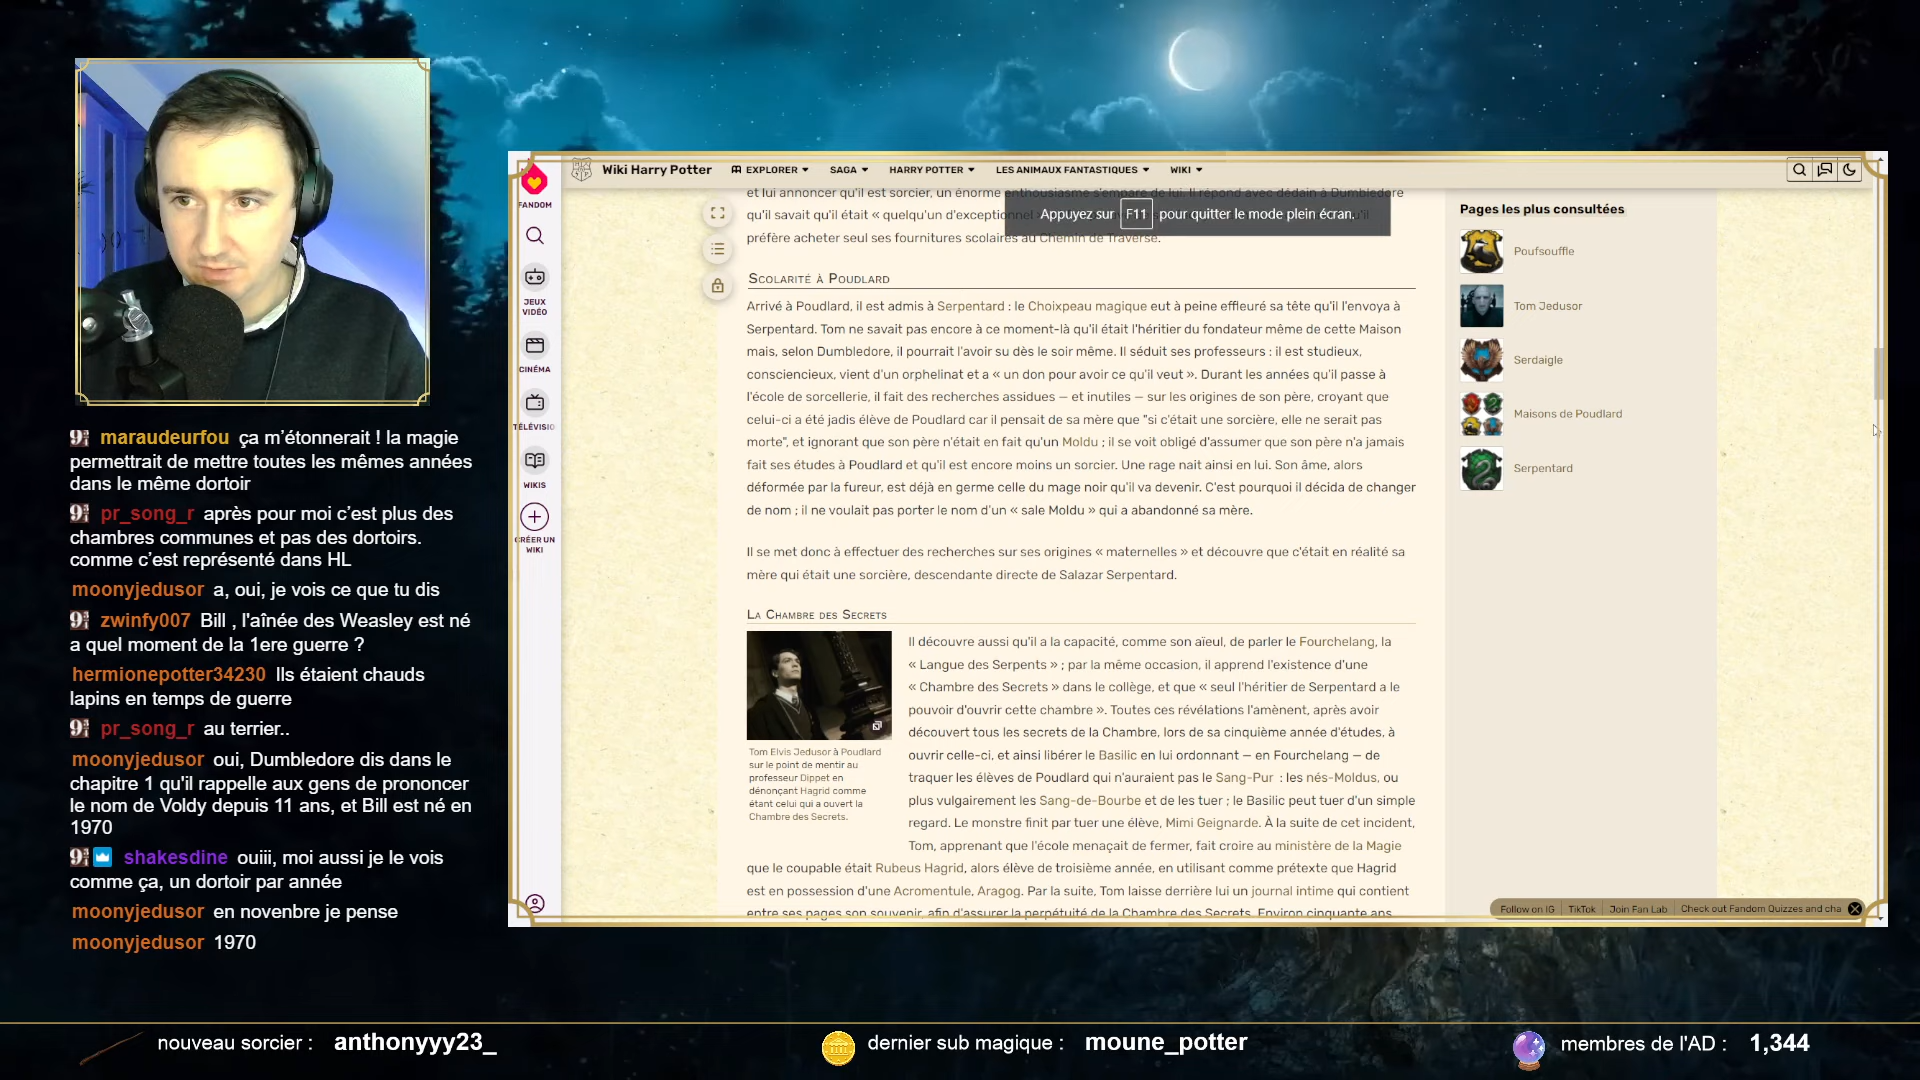 maraudeurfou ça m'étonnerait ! la magie
permettrait de mettre toutes les mêmes années
dans le même dortoir
pr_song_r après pour moi c'est plus des
chambres communes et pas des dortoirs.
comme c'est représenté dans HL
moonyjedusor a, oui, je vois ce que tu dis
zwinfy007 Bill , l'aînée des Weasley est né
a quel moment de la 1ere guerre ?
hermionepotter34230 Ils étaient chauds
lapins en temps de guerre
pr_song_r au terrier..
moonyjedusor oui, Dumbledore dis dans le
chapitre 1 qu'il rappelle aux gens de prononcer
le nom de Voldy depuis 11 ans, et Bill est né en
1970
shakesdine ouiii, moi aussi je le vois
comme ça, un dortoir par année
moonyjedusor en novenbre je pense
moonyjedusor 1970
FANDOM
JEUX
VIDÉO
CINÉMA
TÉLÉVISIO
WIKIS
CRÉER UN
WIKI
Wiki Harry Potter EXPLORER SAGA HARRY POTTER LES ANIMAUX FANTASTIQUES WIKI
et lui annoncer qu'il est sorcier, un énorme enthousiasme s'empare de lui. Il répond avec dédain à Dumbledore
qu'il savait qu'il était « quelqu'un d'exceptionnel
préfère acheter seul ses fournitures scolaires au Chemin de Traverse.
Appuyez sur F11 pour quitter le mode plein écran.
Scolarité à Poudlard
Arrivé à Poudlard, il est admis à Serpentard : le Choixpeau magique eut à peine effleuré sa tête qu'il l'envoya à
Serpentard. Tom ne savait pas encore à ce moment-là qu'il était l'héritier du fondateur même de cette Maison
mais, selon Dumbledore, il pourrait l'avoir su dès le soir même. Il séduit ses professeurs : il est studieux,
consciencieux, vient d'un orphelinat et a « un don pour avoir ce qu'il veut ». Durant les années qu'il passe à
l'école de sorcellerie, il fait des recherches assidues — et inutiles — sur les origines de son père, croyant que
celui-ci a été jadis élève de Poudlard car il pensait de sa mère que "si c'était une sorcière, elle ne serait pas
morte", et ignorant que son père n'était en fait qu'un Moldu ; il se voit obligé d'assumer que son père n'a jamais
fait ses études à Poudlard et qu'il est encore moins un sorcier. Une rage nait ainsi en lui. Son âme, alors
déformée par la fureur, est déjà en germe celle du mage noir qu'il va devenir. C'est pourquoi il décida de changer
de nom ; il ne voulait pas porter le nom d'un « sale Moldu » qui a abandonné sa mère.
Il se met donc à effectuer des recherches sur ses origines « maternelles » et découvre que c'était en réalité sa
mère qui était une sorcière, descendante directe de Salazar Serpentard.
La Chambre des Secrets
Il découvre aussi qu'il a la capacité, comme son aïeul, de parler le Fourchelang, la
« Langue des Serpents » ; par la même occasion, il apprend l'existence d'une
« Chambre des Secrets » dans le collège, et que « seul l'héritier de Serpentard a le
pouvoir d'ouvrir cette chambre ». Toutes ces révélations l'amènent, après avoir
découvert tous les secrets de la Chambre, lors de sa cinquième année d'études, à
ouvrir celle-ci, et ainsi libérer le Basilic en lui ordonnant — en Fourchelang — de
traquer les élèves de Poudlard qui n'auraient pas le Sang-Pur : les nés-Moldus, ou
plus vulgairement les Sang-de-Bourbe et de les tuer ; le Basilic peut tuer d'un simple
regard. Le monstre finit par tuer une élève, Mimi Geignarde. À la suite de cet incident,
Tom, apprenant que l'école menaçait de fermer, fait croire au ministère de la Magie
que le coupable était Rubeus Hagrid, alors élève de troisième année, en utilisant comme prétexte que Hagrid
est en possession d'une Acromentule, Aragog. Par la suite, Tom laisse derrière lui un journal intime qui contient
entre ses pages son souvenir, afin d'assurer la perpétuité de la Chambre des Secrets. Environ cinquante ans
Tom Elvis Jedusor à Poudlard
sur le point de mentir au
professeur Dippet en
dénonçant Hagrid comme
étant celui qui a ouvert la
Chambre des Secrets.
Pages les plus consultées
Poufsouffle
Tom Jedusor
Serdaigle
Maisons de Poudlard
Serpentard
Follow on IG TikTok Join Fan Lab Check out Fandom Quizzes and cha
nouveau sorcier : anthonyyy23_
dernier sub magique : moune_potter
membres de l'AD : 1,344